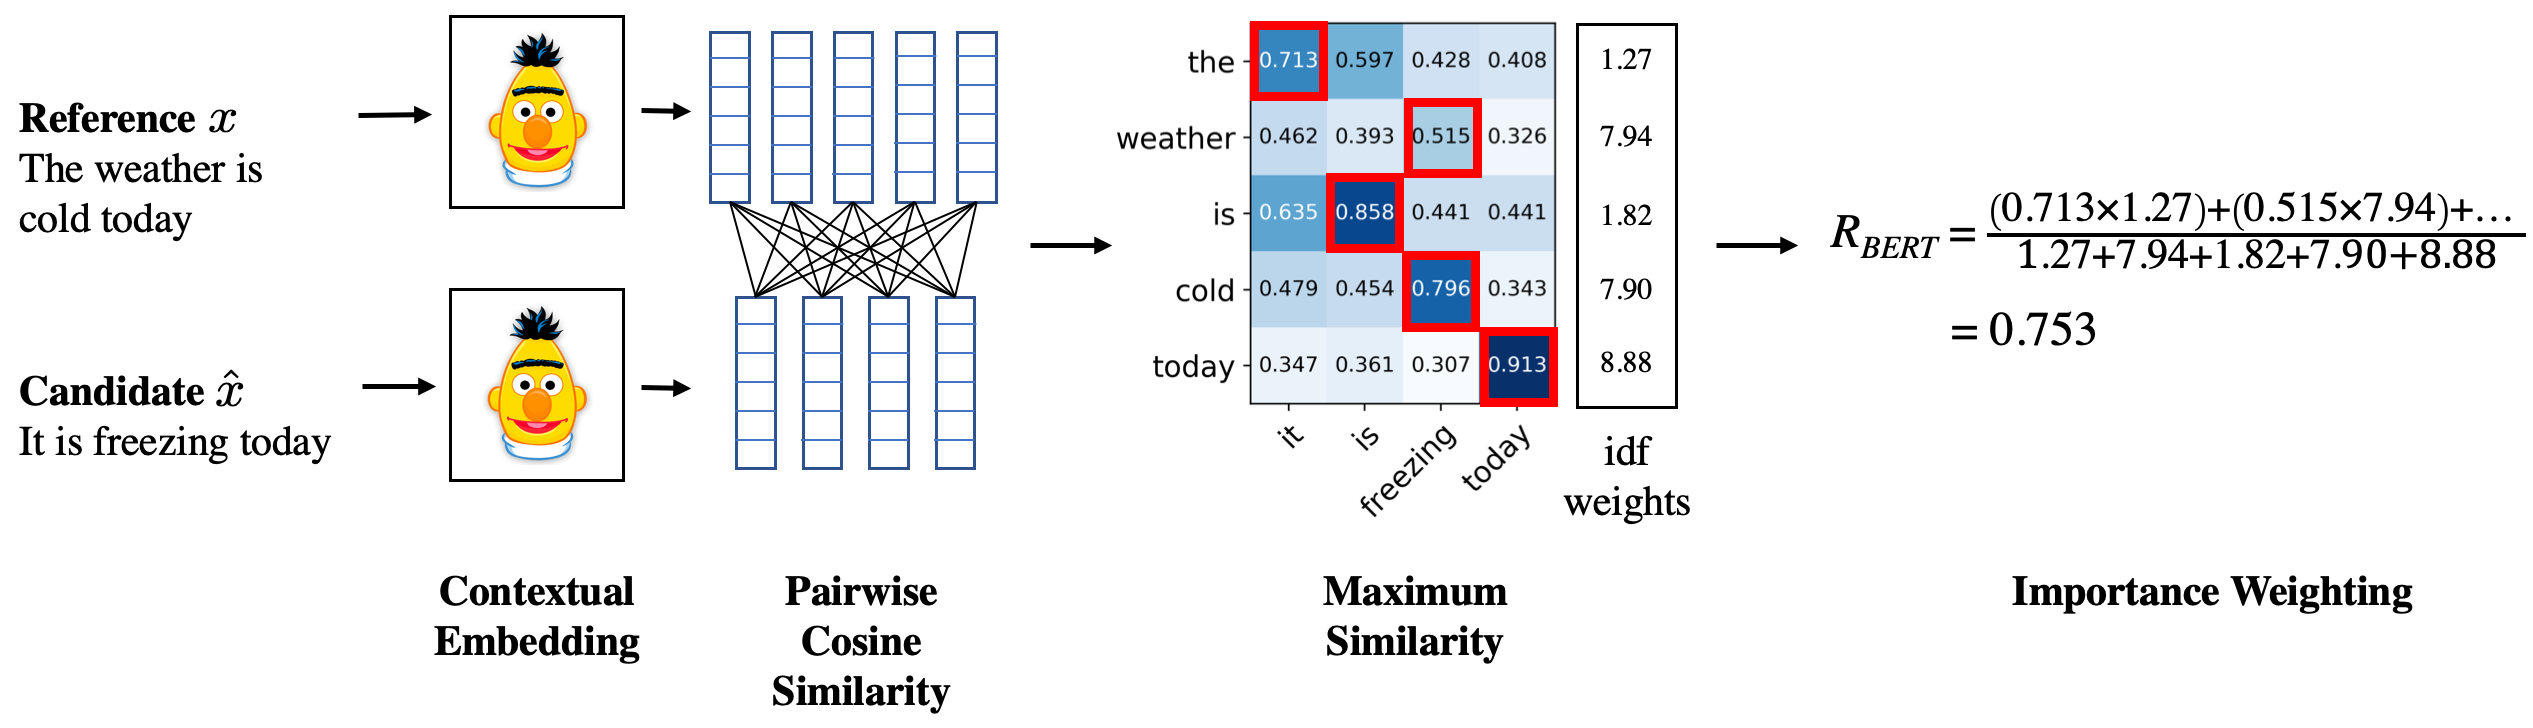 Reference x
The weather is
cold today
Candidate x̂
It is freezing today
Contextual
Embedding
Pairwise
Cosine
Similarity
the 0.713 0.597 0.428 0.408 1.27
weather 0.462 0.393 0.515 0.326 7.94
is 0.635 0.858 0.441 0.441 1.82
cold 0.479 0.454 0.796 0.343 7.90
today 0.347 0.361 0.307 0.913 8.88
it is freezing today
idf
weights
Maximum
Similarity
R_BERT = (0.713×1.27)+(0.515×7.94)+...
1.27+7.94+1.82+7.90+8.88
= 0.753
Importance Weighting